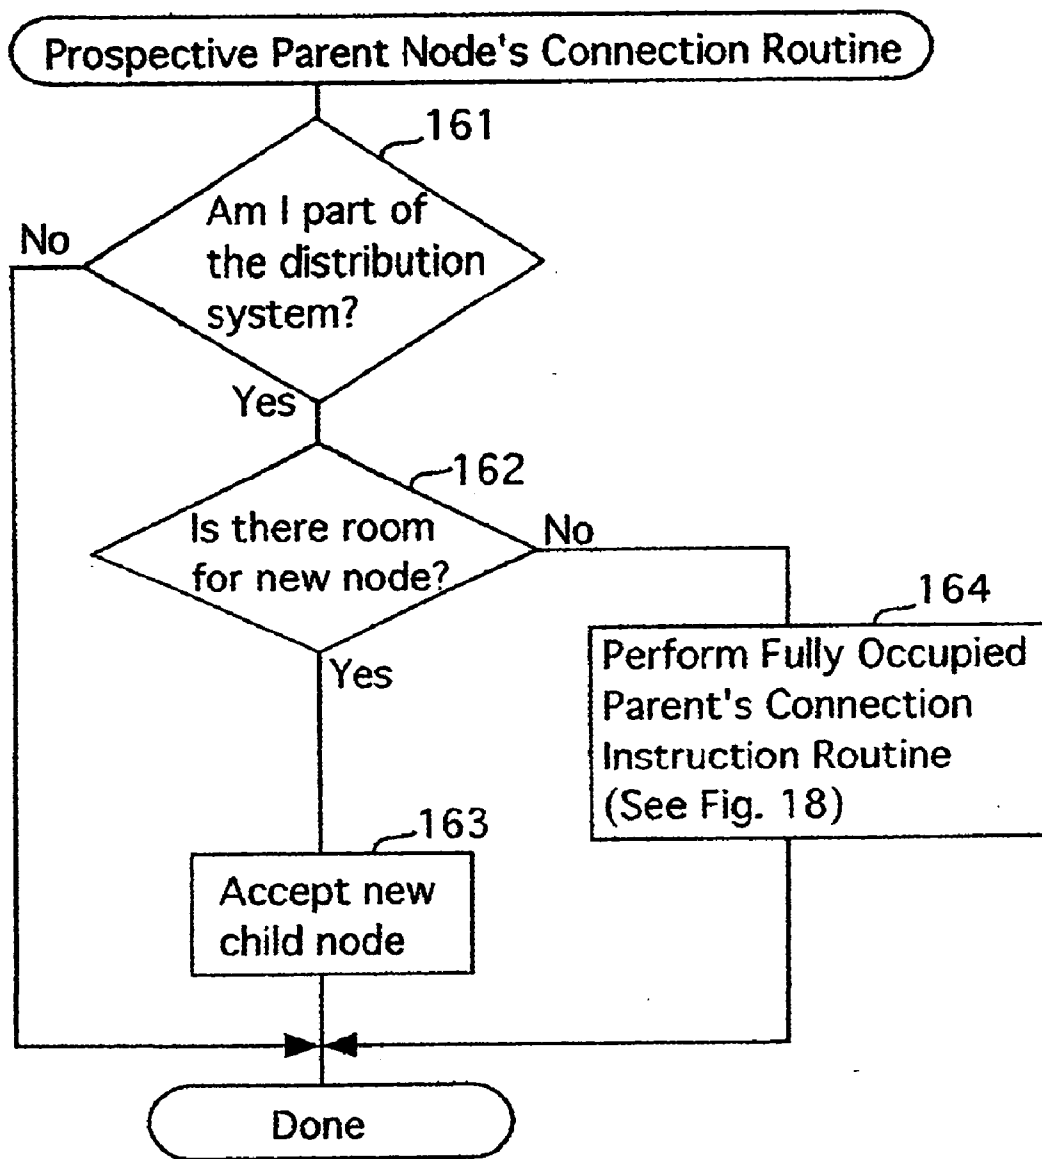 Prospective Parent Node's Connection Routine
161
Am I part of
the distribution
system?
No
Yes
162
Is there room
for new node?
No
Yes
164
Perform Fully Occupied
Parent's Connection
Instruction Routine
(See Fig. 18)
163
Accept new
child node
Done